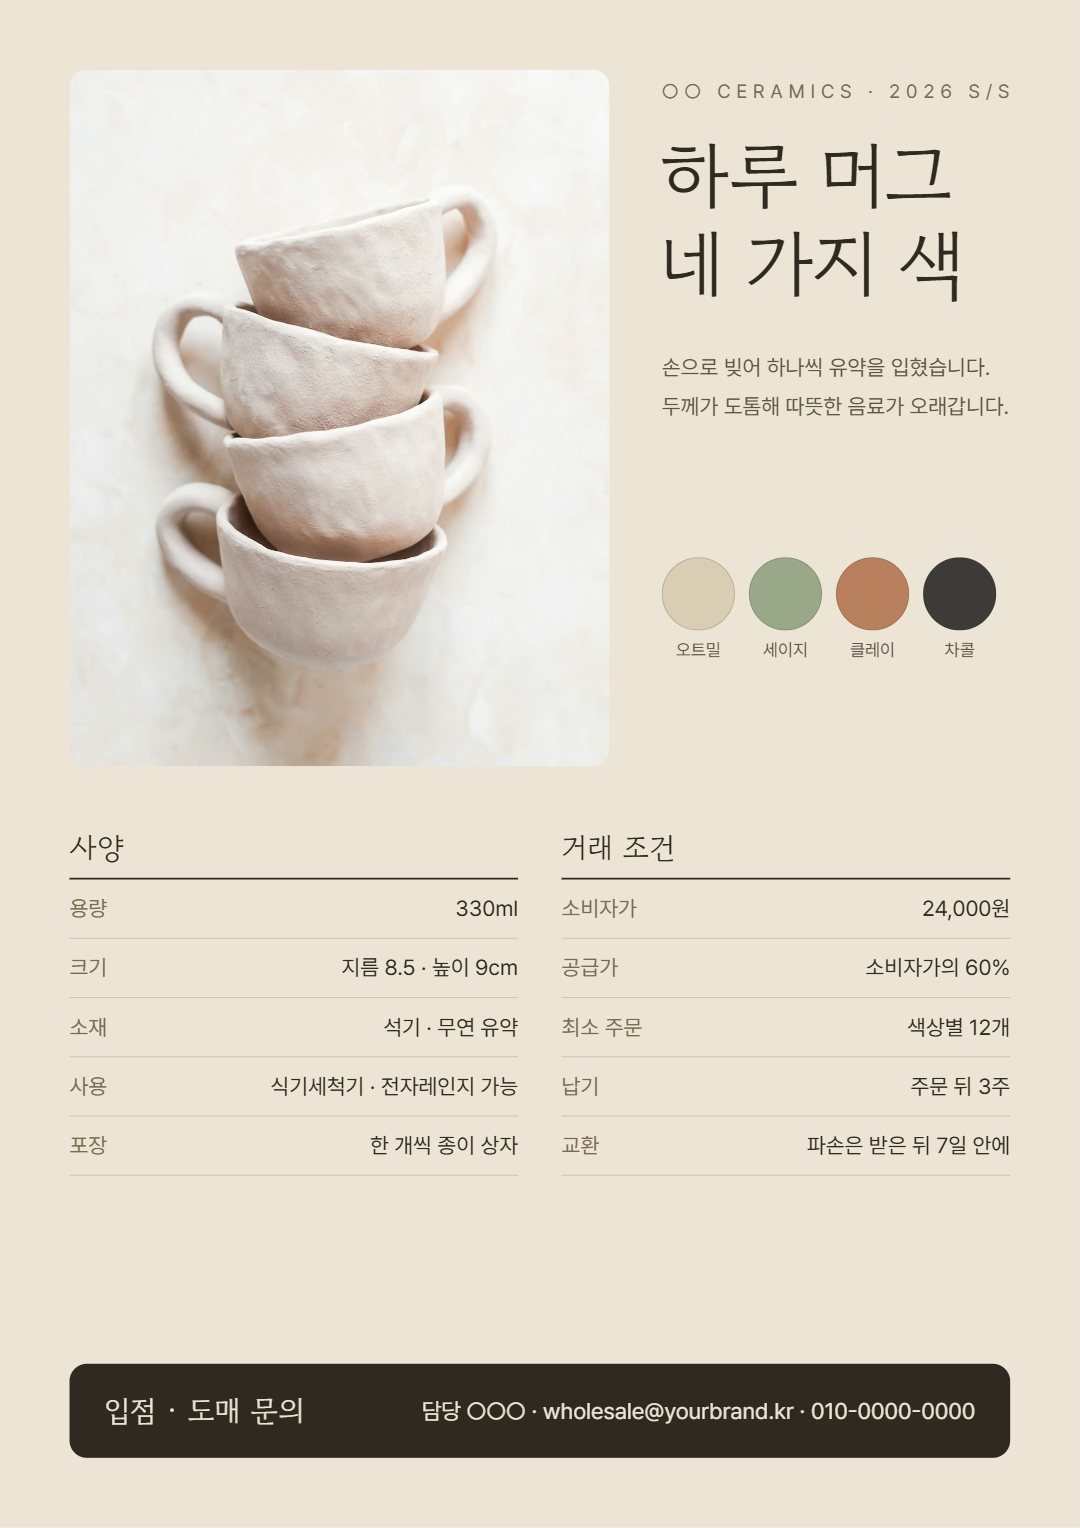 ○○ CERAMICS · 2026 S/S
하루 머그
네 가지 색
손으로 빚어 하나씩 유약을 입혔습니다.
두께가 도톰해 따뜻한 음료가 오래갑니다.
오트밀 세이지 클레이 차콜
사양
용량 330ml
크기 지름 8.5 · 높이 9cm
소재 석기 · 무연 유약
사용 식기세척기 · 전자레인지 가능
포장 한 개씩 종이 상자
거래 조건
소비자가 24,000원
공급가 소비자가의 60%
최소 주문 색상별 12개
납기 주문 뒤 3주
교환 파손은 받은 뒤 7일 안에
입점 · 도매 문의 담당 ○○○ · wholesale@yourbrand.kr · 010-0000-0000